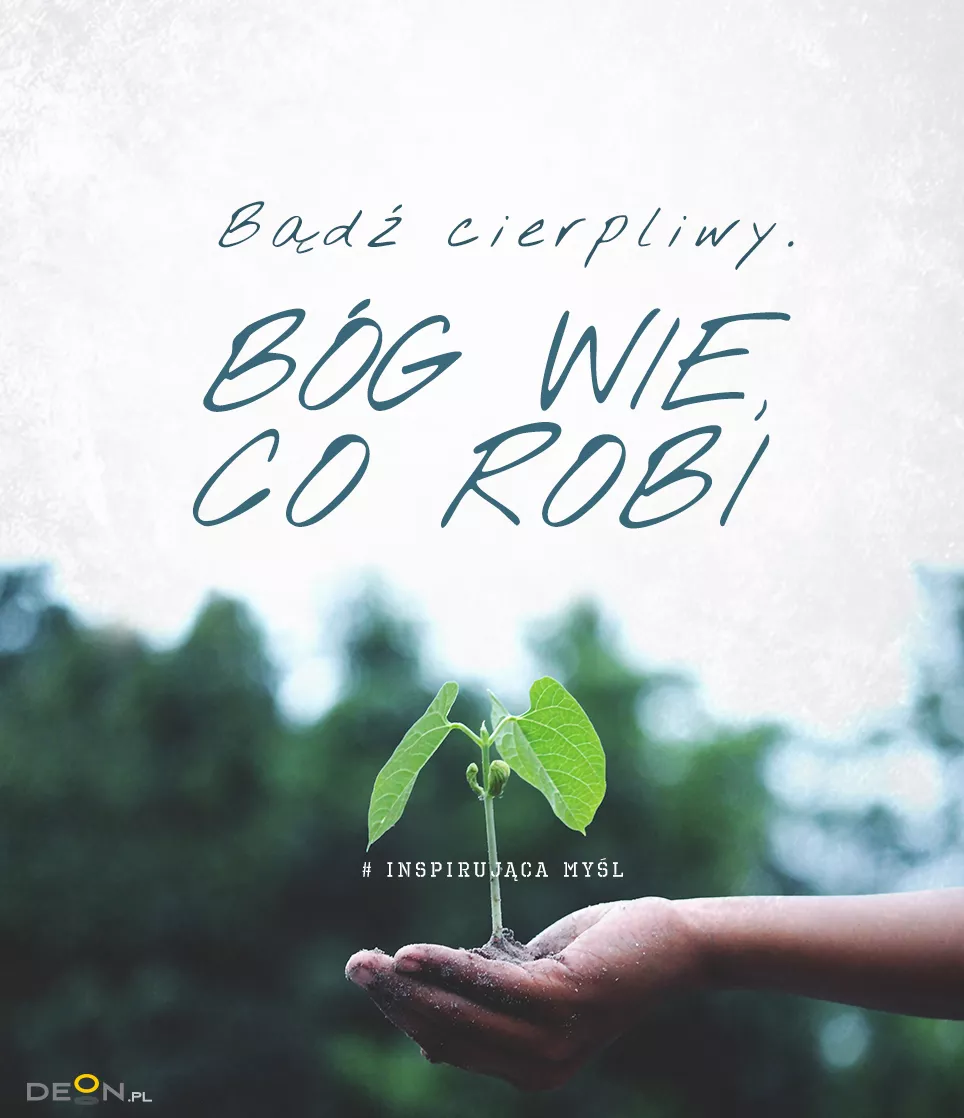 Bądź cierpliwy.
BÓG WIE,
CO ROBI
# INSPIRUJĄCA MYŚL
DEON.PL